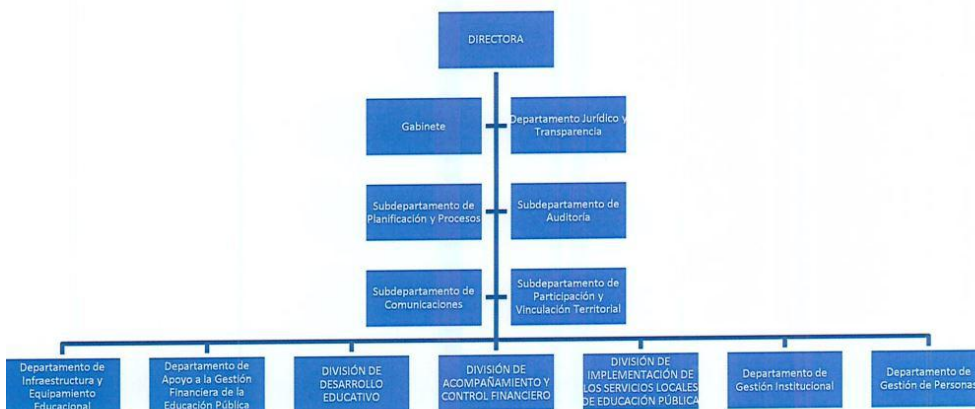 DIRECTORA
Gabinete
Departamento Jurídico y
Transparencia
Subdepartamento de
Planificación y Procesos
Subdepartamento de
Auditoría
Subdepartamento de
Comunicaciones
Subdepartamento de
Participación y
Vinculación Territorial
Departamento de
Infraestructura y
Equipamiento
Educacional
Departamento de
Apoyo a la Gestión
Financiera de la
Educación Pública
DIVISIÓN DE
DESARROLLO
EDUCATIVO
DIVISIÓN DE
ACOMPAÑAMIENTO Y
CONTROL FINANCIERO
DIVISIÓN DE
IMPLEMENTACIÓN DE
LOS SERVICIOS LOCALES
DE EDUCACIÓN PÚBLICA
Departamento de
Gestión Institucional
Departamento de
Gestión de Personas